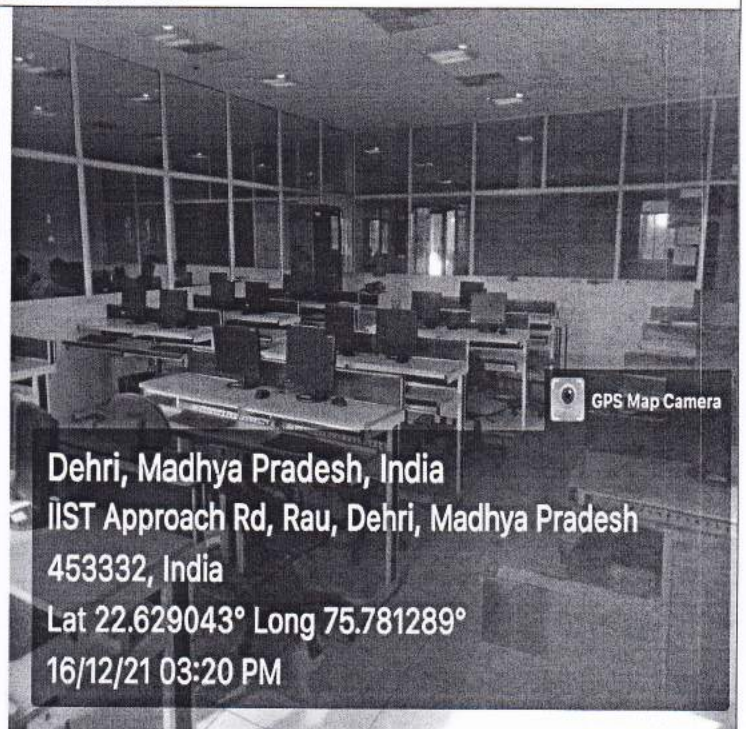 GPS Map Camera
Dehri, Madhya Pradesh, India
IIST Approach Rd, Rau, Dehri, Madhya Pradesh
453332, India
Lat 22.629043° Long 75.781289°
16/12/21 03:20 PM